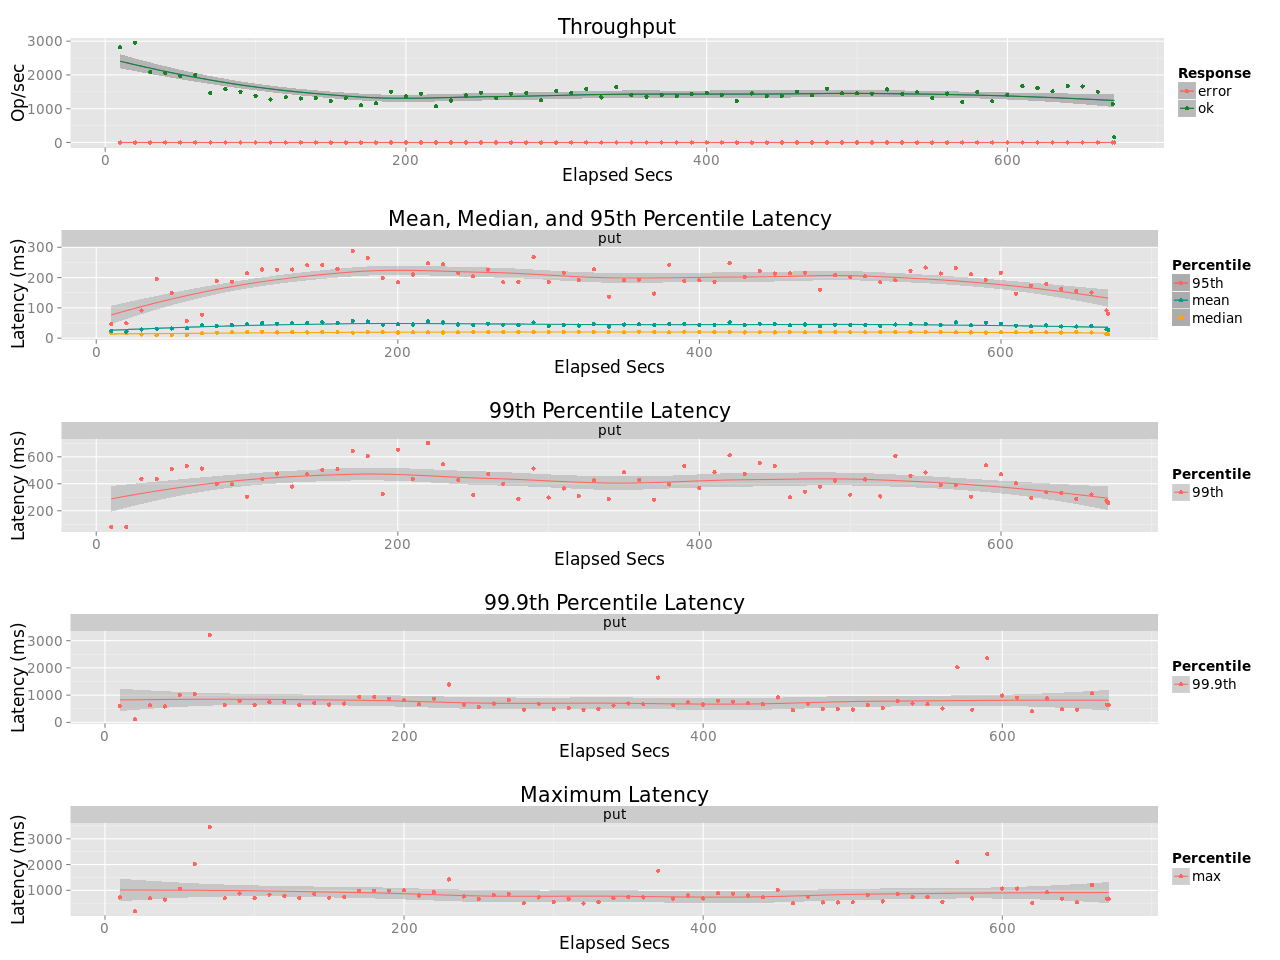 Throughput
3000
2000
1000
0
Op/sec
0 200 400 600
Elapsed Secs
Response
error
ok
Mean, Median, and 95th Percentile Latency
put
300
200
100
0
Latency (ms)
0 200 400 600
Elapsed Secs
Percentile
95th
mean
median
99th Percentile Latency
put
600
400
200
Latency (ms)
0 200 400 600
Elapsed Secs
Percentile
99th
99.9th Percentile Latency
put
3000
2000
1000
0
Latency (ms)
0 200 400 600
Elapsed Secs
Percentile
99.9th
Maximum Latency
put
3000
2000
1000
Latency (ms)
0 200 400 600
Elapsed Secs
Percentile
max